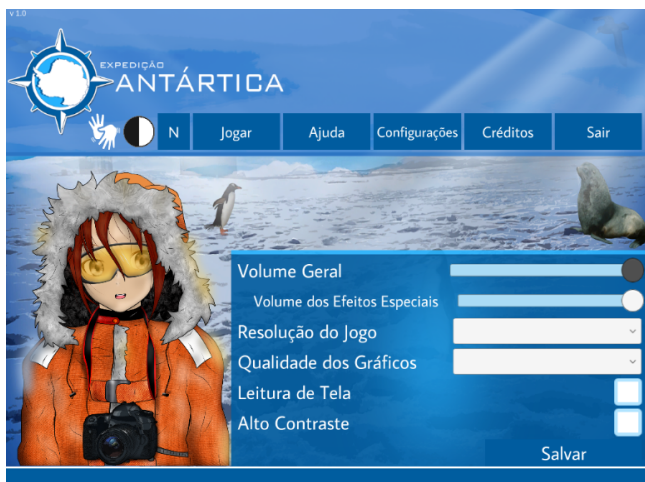 v 1.0
EXPEDIÇÃO
ANTÁRTICA
N Jogar Ajuda Configurações Créditos Sair
Volume Geral
Volume dos Efeitos Especiais
Resolução do Jogo
Qualidade dos Gráficos
Leitura de Tela
Alto Contraste
Salvar